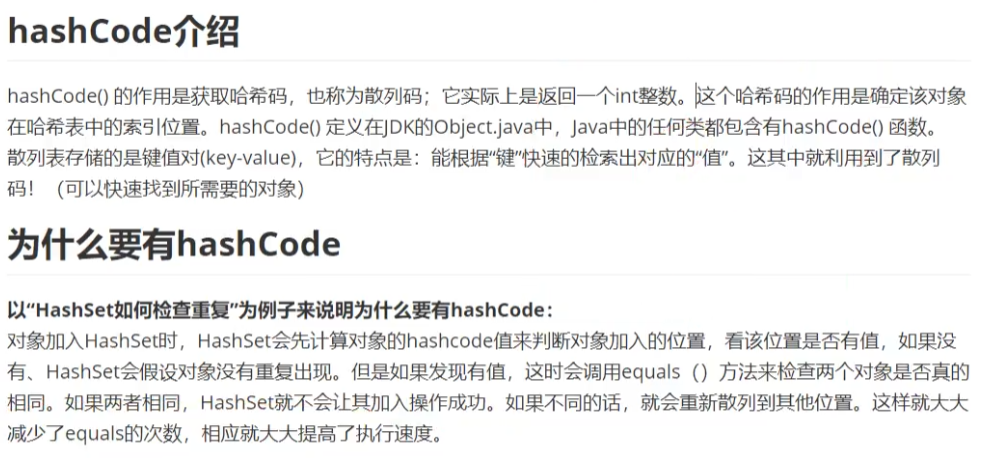 hashCode介绍
hashCode() 的作用是获取哈希码，也称为散列码；它实际上是返回一个int整数。这个哈希码的作用是确定该对象
在哈希表中的索引位置。hashCode() 定义在JDK的Object.java中，Java中的任何类都包含有hashCode() 函数。
散列表存储的是键值对(key-value)，它的特点是：能根据“键”快速的检索出对应的“值”。这其中就利用到了散列
码！（可以快速找到所需要的对象）
为什么要有hashCode
以“HashSet如何检查重复”为例子来说明为什么要有hashCode：
对象加入HashSet时，HashSet会先计算对象的hashcode值来判断对象加入的位置，看该位置是否有值，如果没
有、HashSet会假设对象没有重复出现。但是如果发现有值，这时会调用equals（）方法来检查两个对象是否真的
相同。如果两者相同，HashSet就不会让其加入操作成功。如果不同的话，就会重新散列到其他位置。这样就大大
减少了equals的次数，相应就大大提高了执行速度。